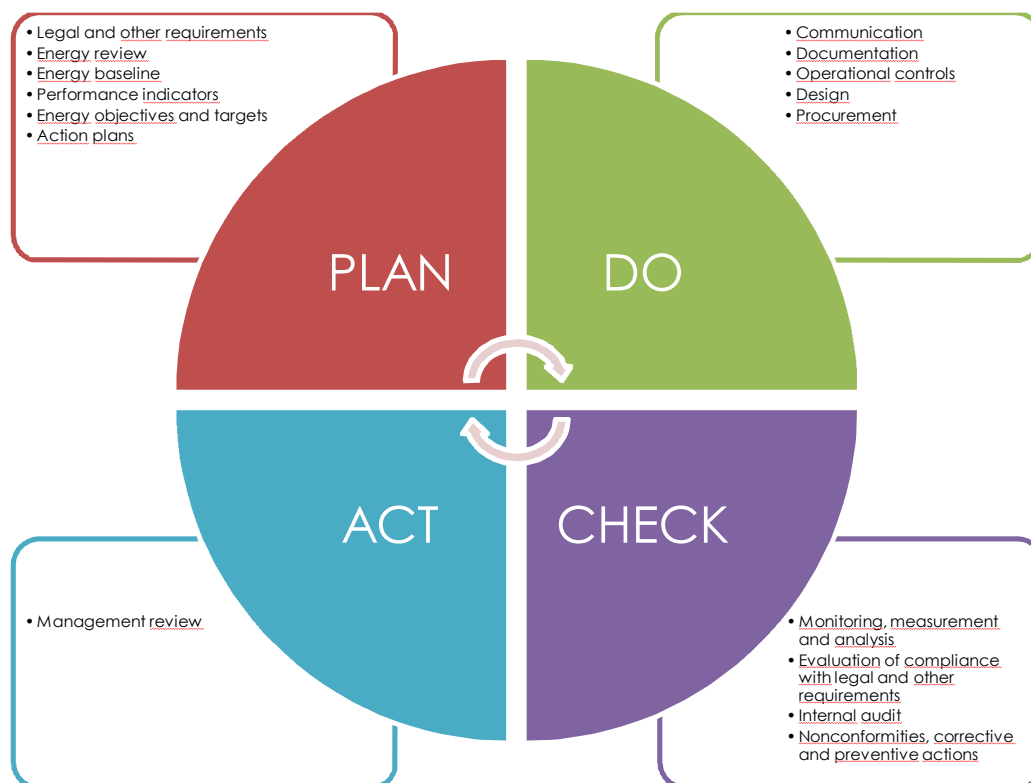 • Legal and other requirements
• Energy review
• Energy baseline
• Performance indicators
• Energy objectives and targets
• Action plans
• Communication
• Documentation
• Operational controls
• Design
• Procurement
PLAN
DO
ACT
CHECK
• Management review
• Monitoring, measurement
and analysis
• Evaluation of compliance
with legal and other
requirements
• Internal audit
• Nonconformities, corrective
and preventive actions